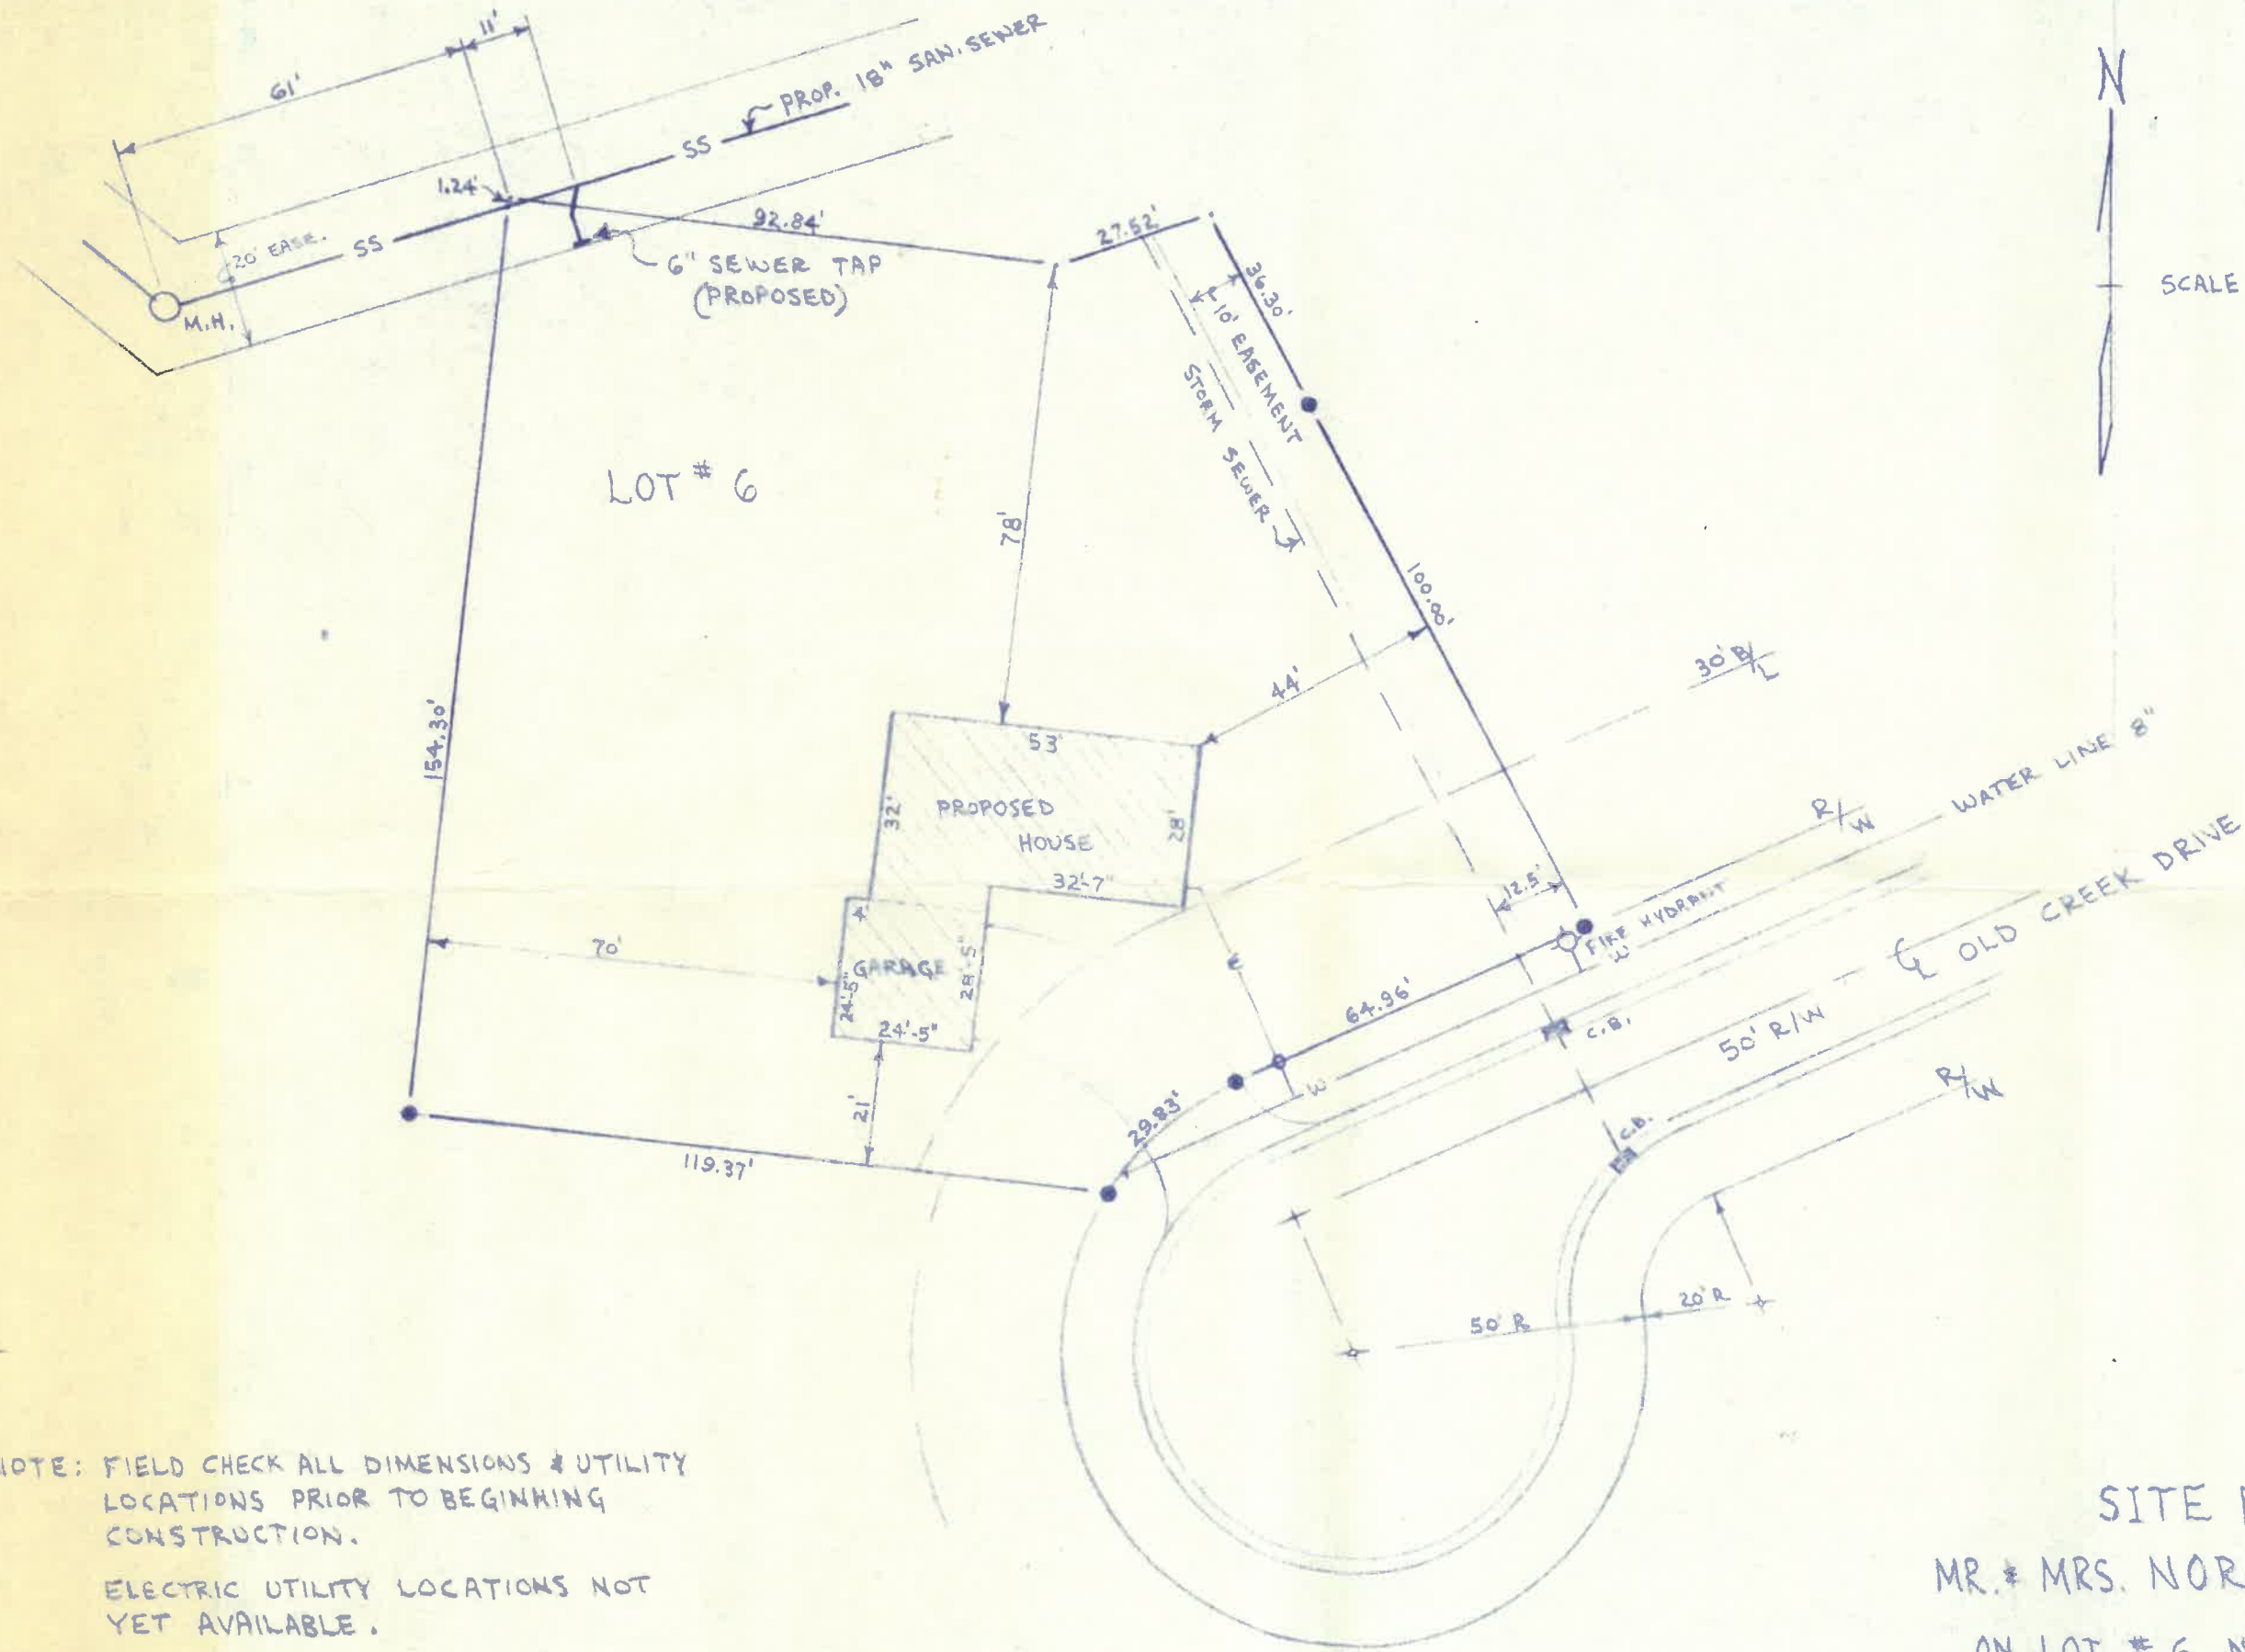 11'
61'
PROP. 18" SAN. SEWER
SS
1.24'
92.84'
27.52'
20' EASE.
SS
M.H.
6" SEWER TAP
(PROPOSED)
36.30'
10' EASEMENT
STORM SEWER
N
SCALE
LOT # 6
78'
100.00'
154.30'
44'
30' B/L
53'
32'
PROPOSED
HOUSE
28'
32'-7"
WATER LINE 8"
R/W
12.5'
FIRE HYDRANT
W
70'
4'
GARAGE
24'-5"
28'-5"
24'-5"
64.96'
C.B.
℄ OLD CREEK DRIVE
50' R/W
R/W
W
21'
29.83'
C.B.
119.37'
50' R
20' R
NOTE: FIELD CHECK ALL DIMENSIONS & UTILITY
LOCATIONS PRIOR TO BEGINNING
CONSTRUCTION.
ELECTRIC UTILITY LOCATIONS NOT
YET AVAILABLE.
SITE
MR. & MRS. NOR
ON LOT # 6